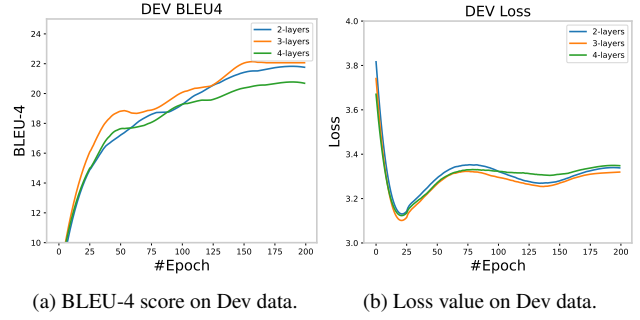 DEV BLEU4
2-layers
3-layers
4-layers
BLEU-4
22
20
18
16
14
12
10
0 25 50 75 100 125 150 175 200
#Epoch
(a) BLEU-4 score on Dev data.
DEV Loss
2-layers
3-layers
4-layers
Loss
4.0
3.8
3.6
3.4
3.2
3.0
0 25 50 75 100 125 150 175 200
#Epoch
(b) Loss value on Dev data.